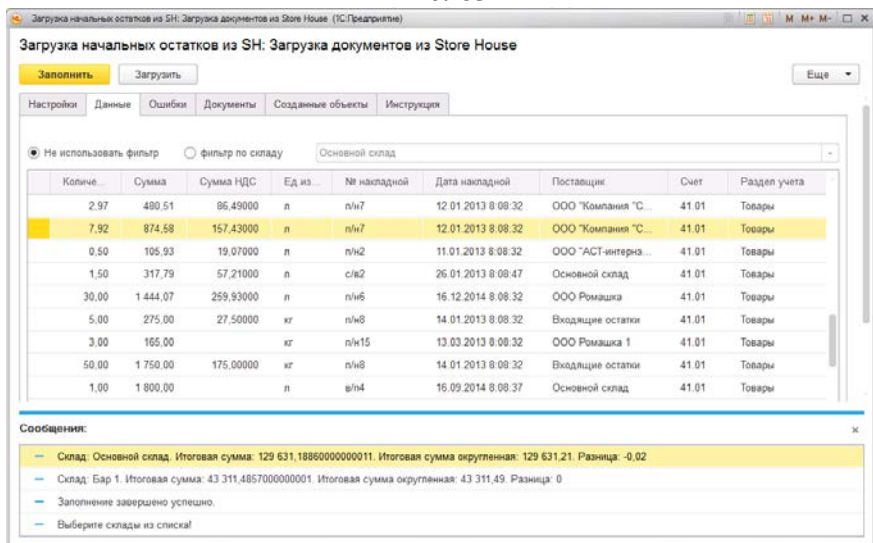 Загрузка начальных остатков из SH: Загрузка документов из Store House (1С:Предприятие)
M M+ M-
Загрузка начальных остатков из SH: Загрузка документов из Store House
Заполнить Загрузить Еще
Настройки Данные Ошибки Документы Созданные объекты Инструкция
Не использовать фильтр фильтр по складу Основной склад
Количе... Сумма Сумма НДС Ед из... № накладной Дата накладной Поставщик Счет Раздел учета
2,97 480,51 86,49000 л п/н7 12.01.2013 8:08:32 ООО "Компания "С... 41.01 Товары
7,92 874,58 157,43000 л п/н7 12.01.2013 8:08:32 ООО "Компания "С... 41.01 Товары
0,50 105,93 19,07000 л п/н2 11.01.2013 8:08:32 ООО "АСТ-интернэ... 41.01 Товары
1,50 317,79 57,21000 л с/в2 26.01.2013 8:08:47 Основной склад 41.01 Товары
30,00 1 444,07 259,93000 л п/н6 16.12.2014 8:08:32 ООО Ромашка 41.01 Товары
5,00 275,00 27,50000 кг п/н8 14.01.2013 8:08:32 Входящие остатки 41.01 Товары
3,00 165,00 кг п/н15 13.03.2013 8:08:32 ООО Ромашка 1 41.01 Товары
50,00 1 750,00 175,00000 кг п/н8 14.01.2013 8:08:32 Входящие остатки 41.01 Товары
1,00 1 800,00 л в/п4 16.09.2014 8:08:37 Основной склад 41.01 Товары
Сообщения:
Склад: Основной склад. Итоговая сумма: 129 631,18860000000011. Итоговая сумма округленная: 129 631,21. Разница: -0,02
Склад: Бар 1. Итоговая сумма: 43 311,4857000000001. Итоговая сумма округленная: 43 311,49. Разница: 0
Заполнение завершено успешно.
Выберите склады из списка!